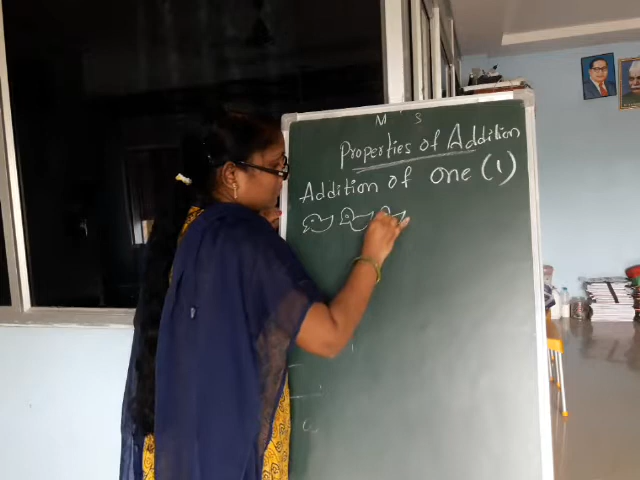 M S
Properties of Addition
Addition of one (1)